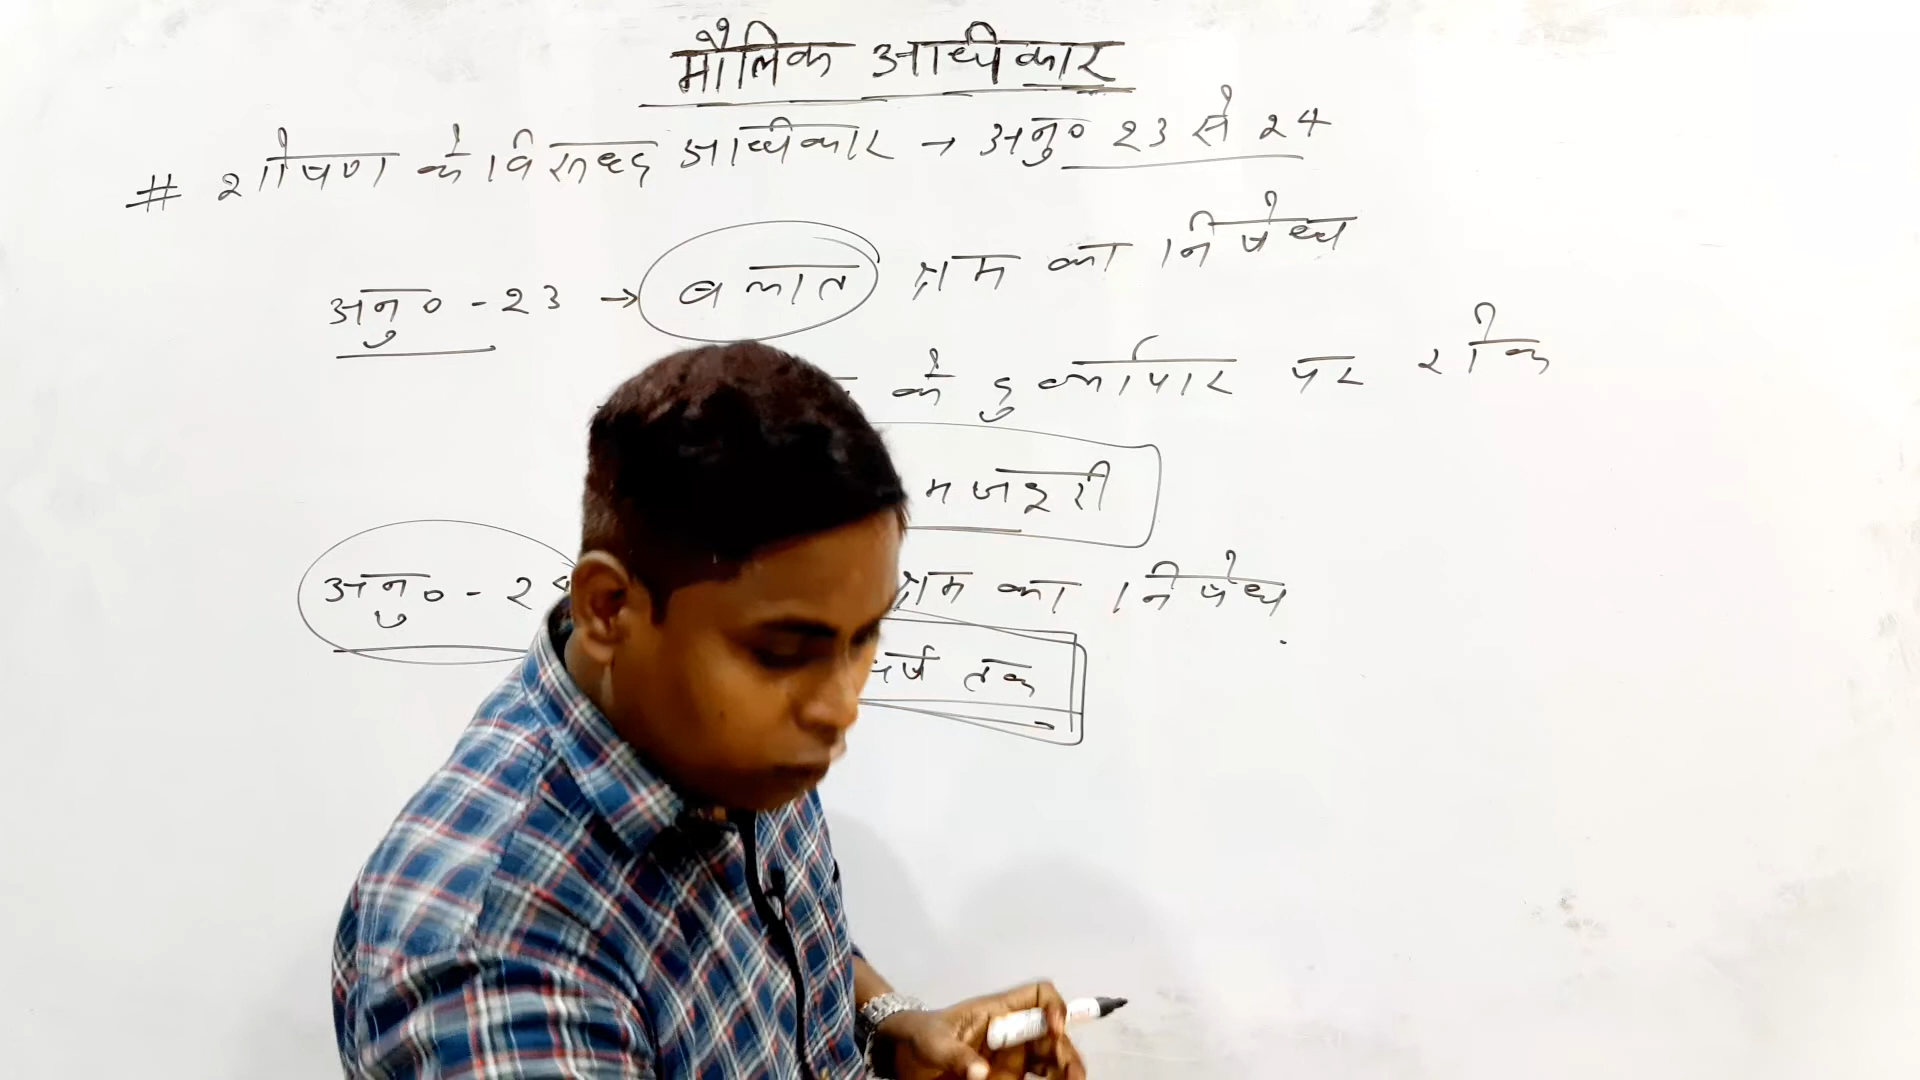 मौलिक अधिकार
# शोषण के विरुद्ध अधिकार → अनु० 23 से 24
अनु० - 23 → बलात श्रम का निषेध
के दुर्व्यापार पर रोक
मजदूरी
अनु० - 24 श्रम का निषेध
वर्ष तक